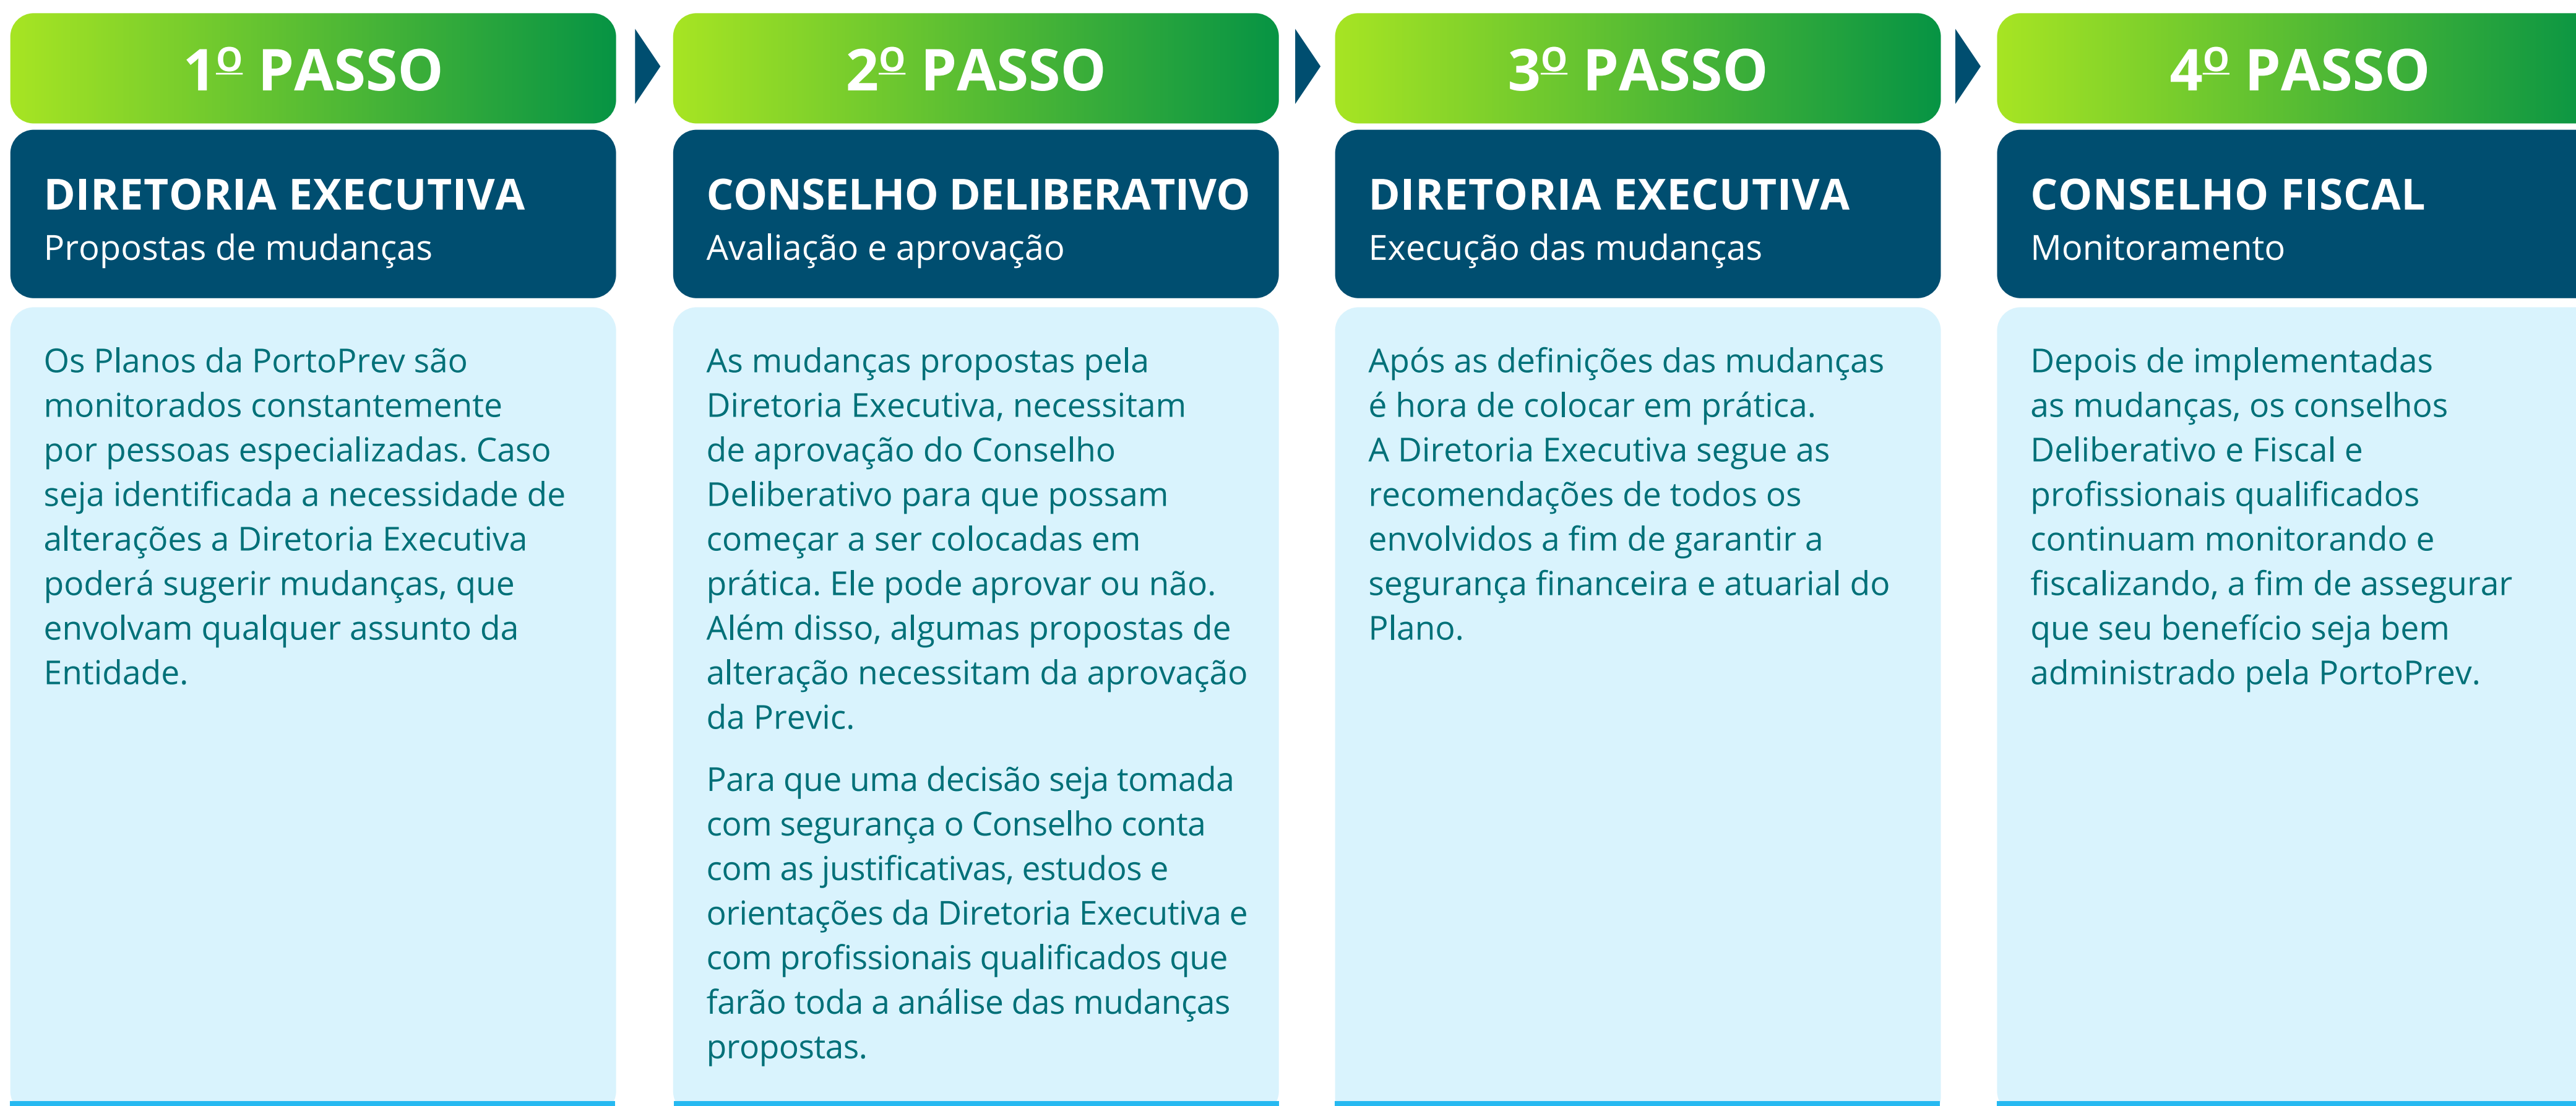 1º PASSO
DIRETORIA EXECUTIVA
Propostas de mudanças
Os Planos da PortoPrev são
monitorados constantemente
por pessoas especializadas. Caso
seja identificada a necessidade de
alterações a Diretoria Executiva
poderá sugerir mudanças, que
envolvam qualquer assunto da
Entidade.
2º PASSO
CONSELHO DELIBERATIVO
Avaliação e aprovação
As mudanças propostas pela
Diretoria Executiva, necessitam
de aprovação do Conselho
Deliberativo para que possam
começar a ser colocadas em
prática. Ele pode aprovar ou não.
Além disso, algumas propostas de
alteração necessitam da aprovação
da Previc.
Para que uma decisão seja tomada
com segurança o Conselho conta
com as justificativas, estudos e
orientações da Diretoria Executiva e
com profissionais qualificados que
farão toda a análise das mudanças
propostas.
3º PASSO
DIRETORIA EXECUTIVA
Execução das mudanças
Após as definições das mudanças
é hora de colocar em prática.
A Diretoria Executiva segue as
recomendações de todos os
envolvidos a fim de garantir a
segurança financeira e atuarial do
Plano.
4º PASSO
CONSELHO FISCAL
Monitoramento
Depois de implementadas
as mudanças, os conselhos
Deliberativo e Fiscal e
profissionais qualificados
continuam monitorando e
fiscalizando, a fim de assegurar
que seu benefício seja bem
administrado pela PortoPrev.